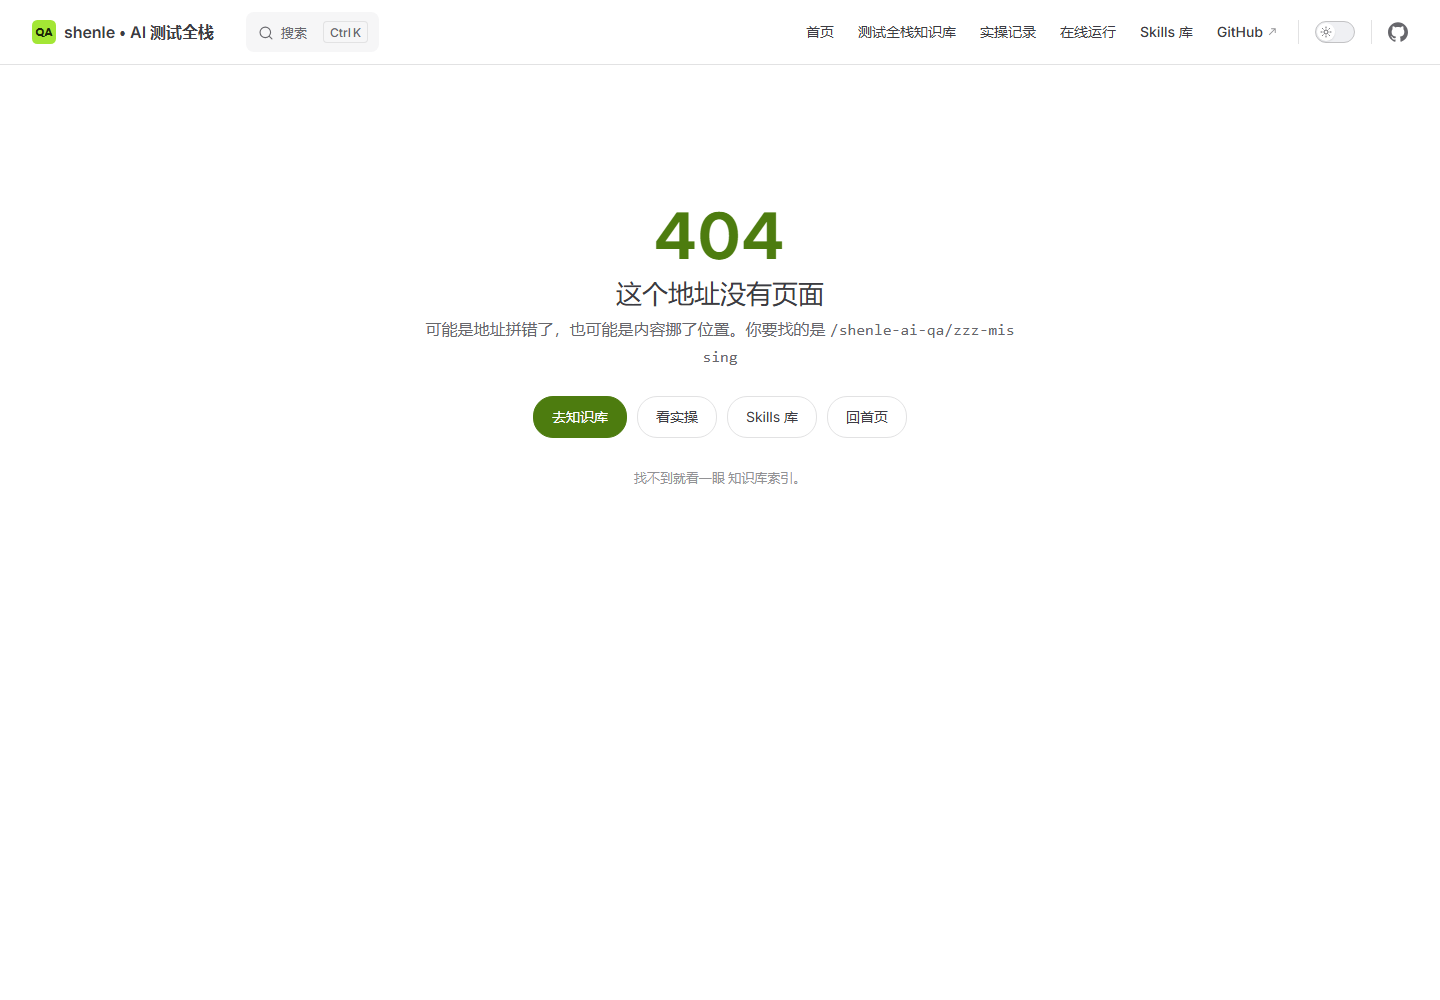 QA shenle • AI 测试全栈 搜索 Ctrl K 首页 测试全栈知识库 实操记录 在线运行 Skills 库 GitHub
404
这个地址没有页面
可能是地址拼错了，也可能是内容挪了位置。你要找的是 /shenle-ai-qa/zzz-mis
sing
去知识库 看实操 Skills 库 回首页
找不到就看一眼 知识库索引。